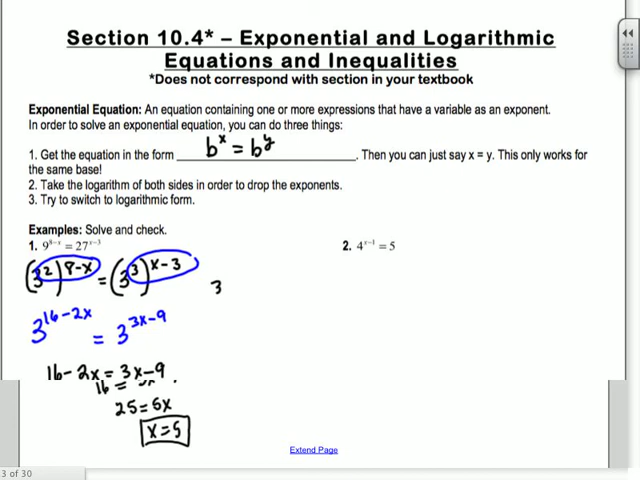 Section 10.4* – Exponential and Logarithmic
Equations and Inequalities
*Does not correspond with section in your textbook
Exponential Equation: An equation containing one or more expressions that have a variable as an exponent.
In order to solve an exponential equation, you can do three things:
1. Get the equation in the form b^x = b^y. Then you can just say x = y. This only works for
the same base!
2. Take the logarithm of both sides in order to drop the exponents.
3. Try to switch to logarithmic form.
Examples: Solve and check.
1. 9^(8−x) = 27^(x−3)
2. 4^(x−1) = 5
(3^2)^(8-x) = (3^3)^(x-3)
3
3^(16-2x) = 3^(3x-9)
16-2x = 3x-9
16 =
25 = 5x
x = 5
Extend Page
3 of 30